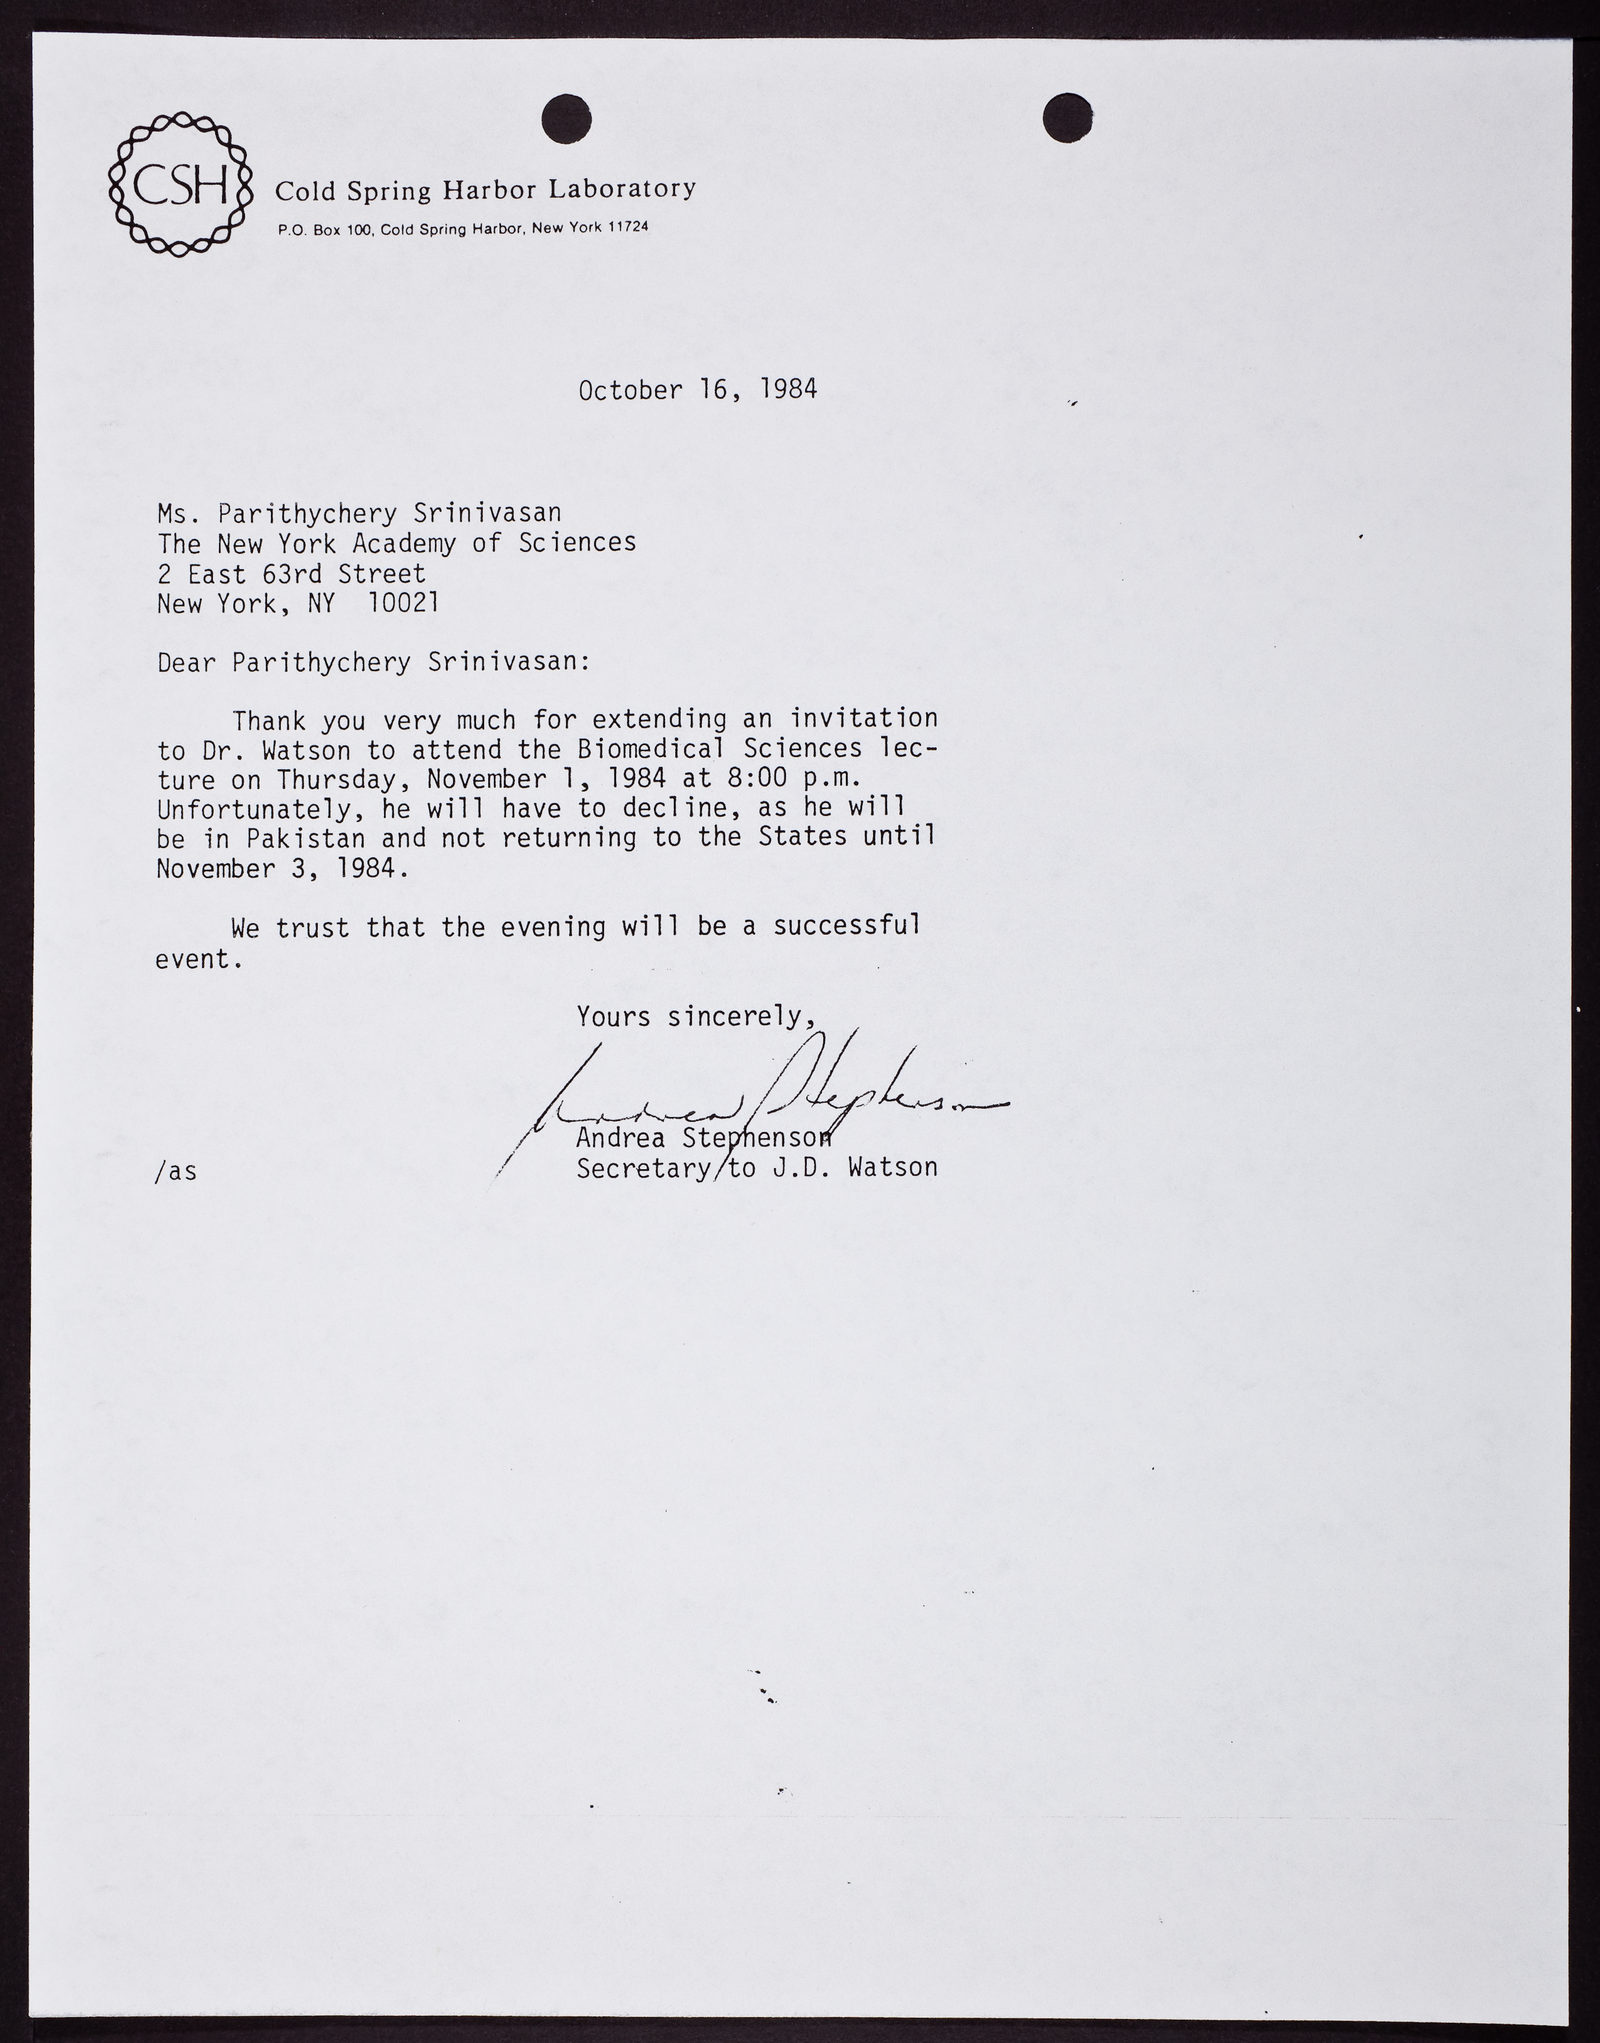 CSH
Cold Spring Harbor Laboratory
P.O. Box 100, Cold Spring Harbor, New York 11724
October 16, 1984
Ms. Parithychery Srinivasan
The New York Academy of Sciences
2 East 63rd Street
New York, NY  10021
Dear Parithychery Srinivasan:
Thank you very much for extending an invitation
to Dr. Watson to attend the Biomedical Sciences lec-
ture on Thursday, November 1, 1984 at 8:00 p.m.
Unfortunately, he will have to decline, as he will
be in Pakistan and not returning to the States until
November 3, 1984.
We trust that the evening will be a successful
event.
Yours sincerely,
Andrea Stephenson
Andrea Stephenson
/as
Secretary to J.D. Watson